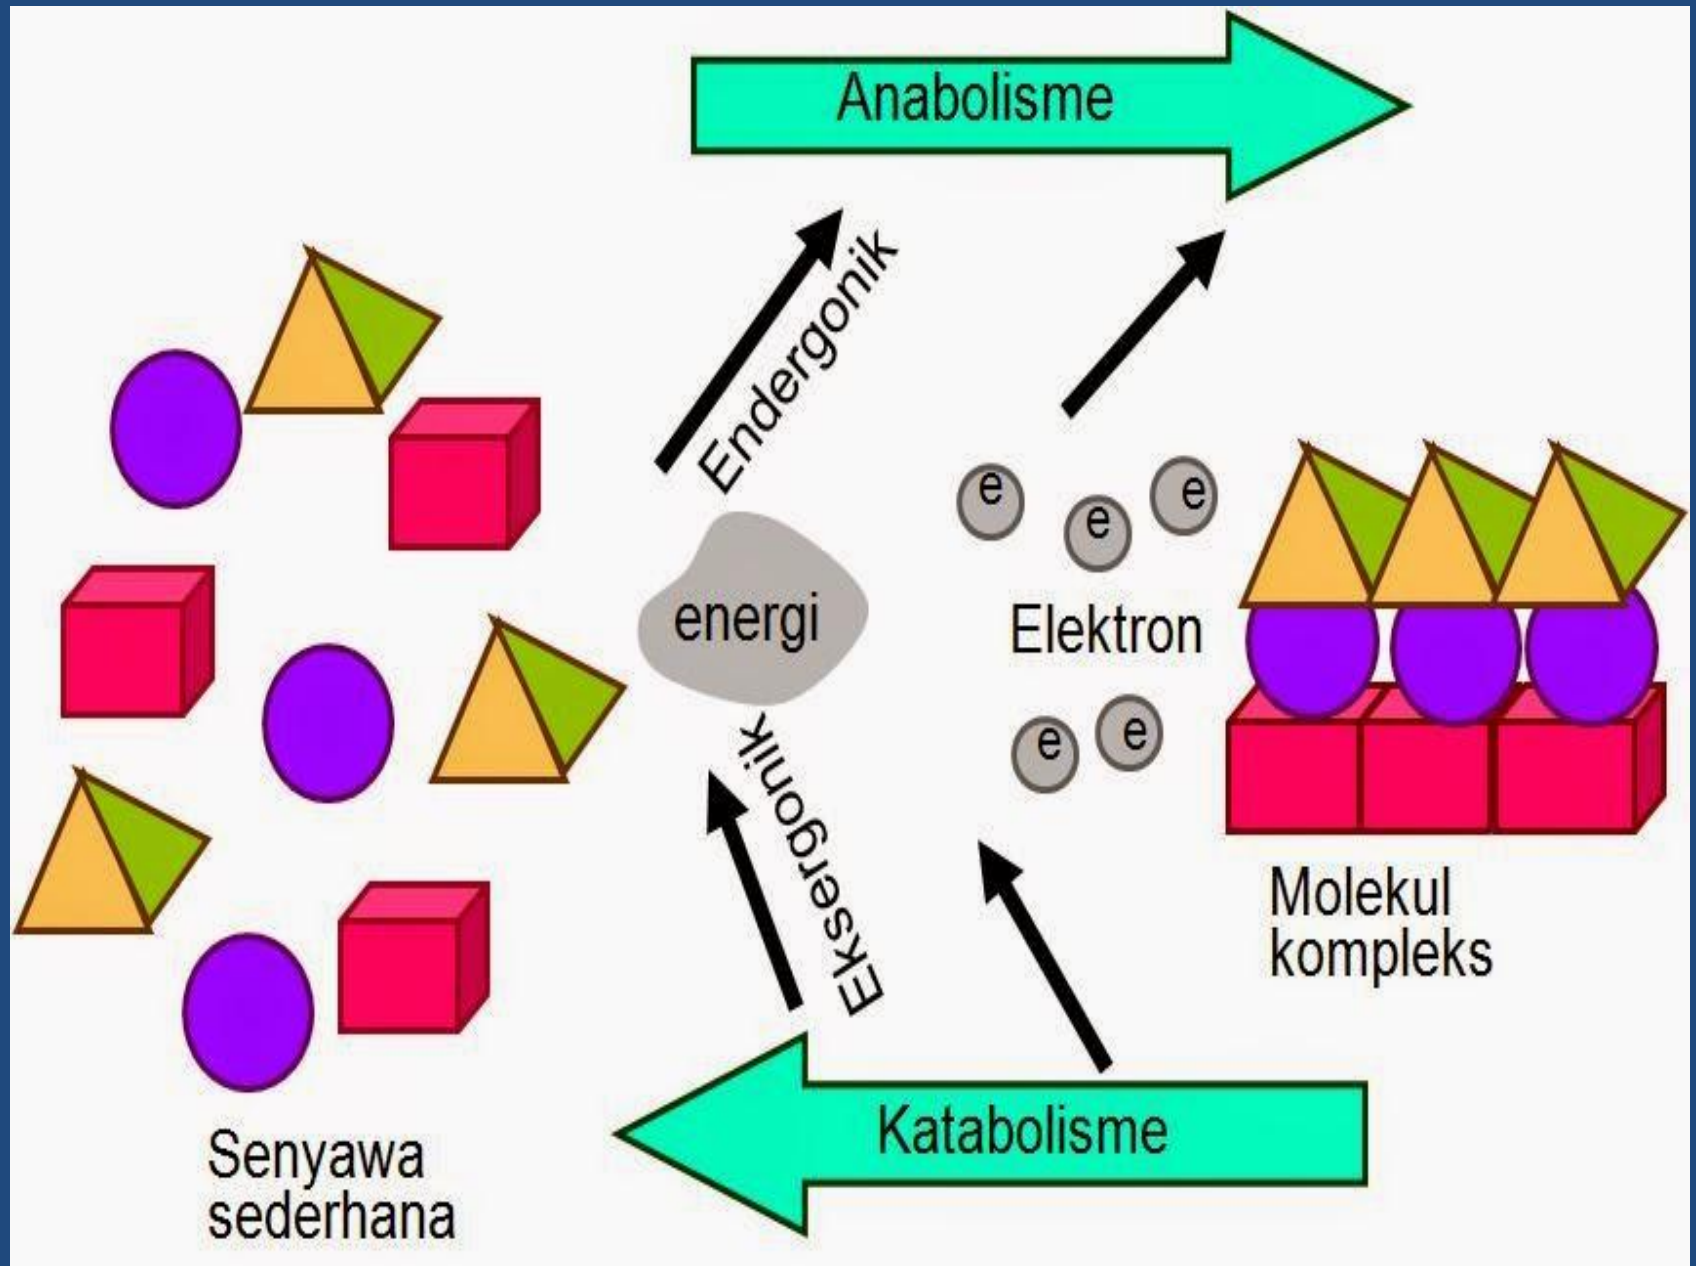 Anabolisme
Endergonik
e
e
e
energi
Elektron
e
e
Eksergonik
Molekul
kompleks
Katabolisme
Senyawa
sederhana